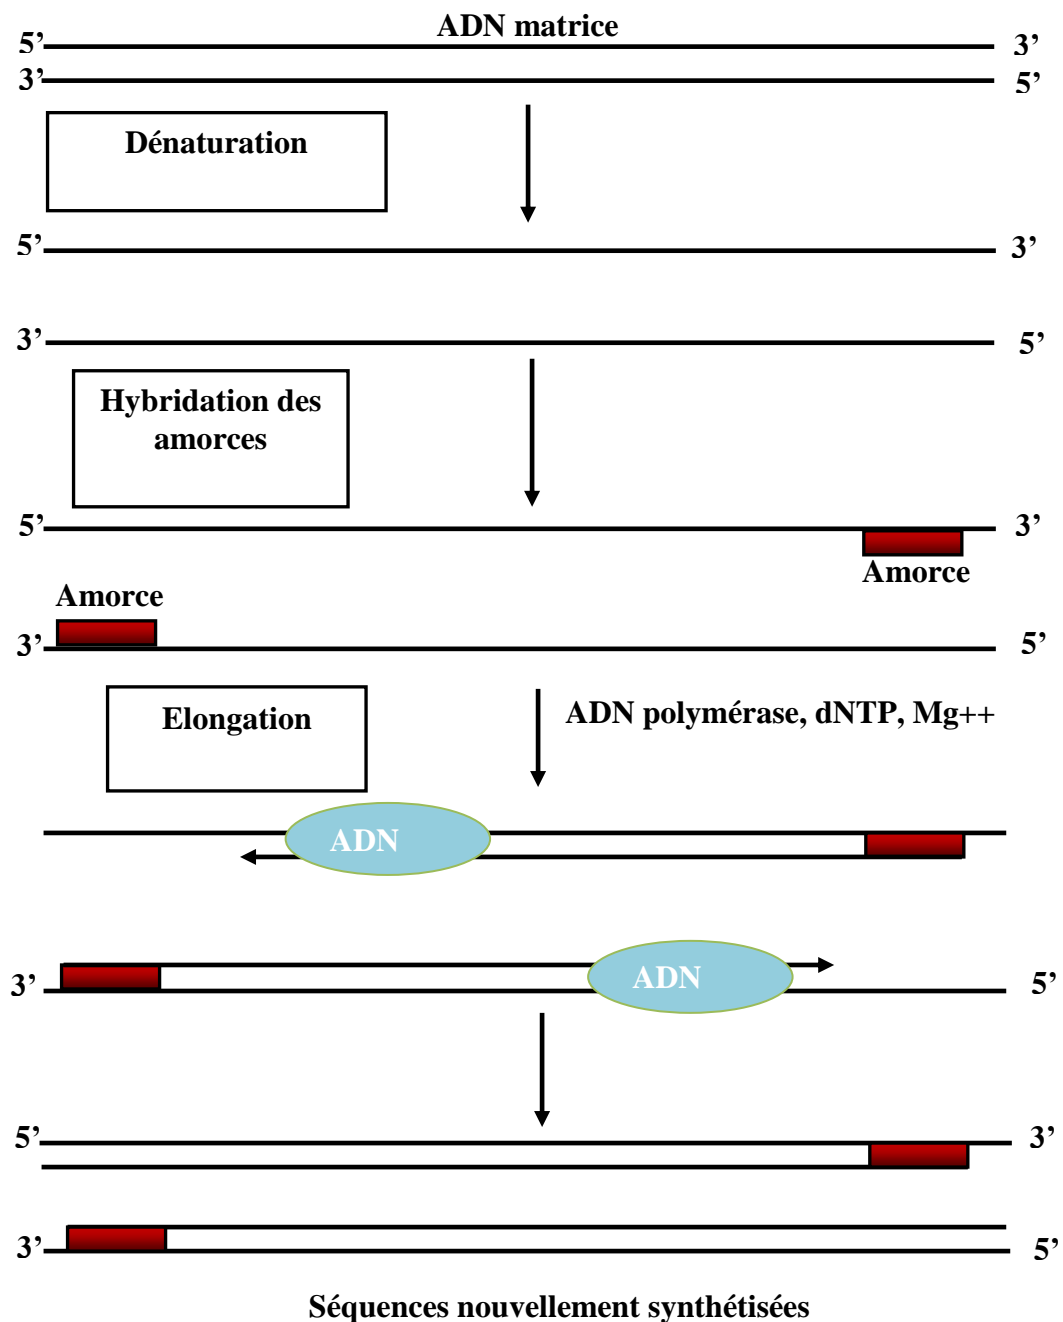 ADN matrice
5’ 3’
3’ 5’
Dénaturation
5’ 3’
3’ 5’
Hybridation des
amorces
5’ 3’
Amorce
Amorce
3’ 5’
Elongation
ADN polymérase, dNTP, Mg++
ADN
ADN
3’ 5’
5’ 3’
3’ 5’
Séquences nouvellement synthétisées